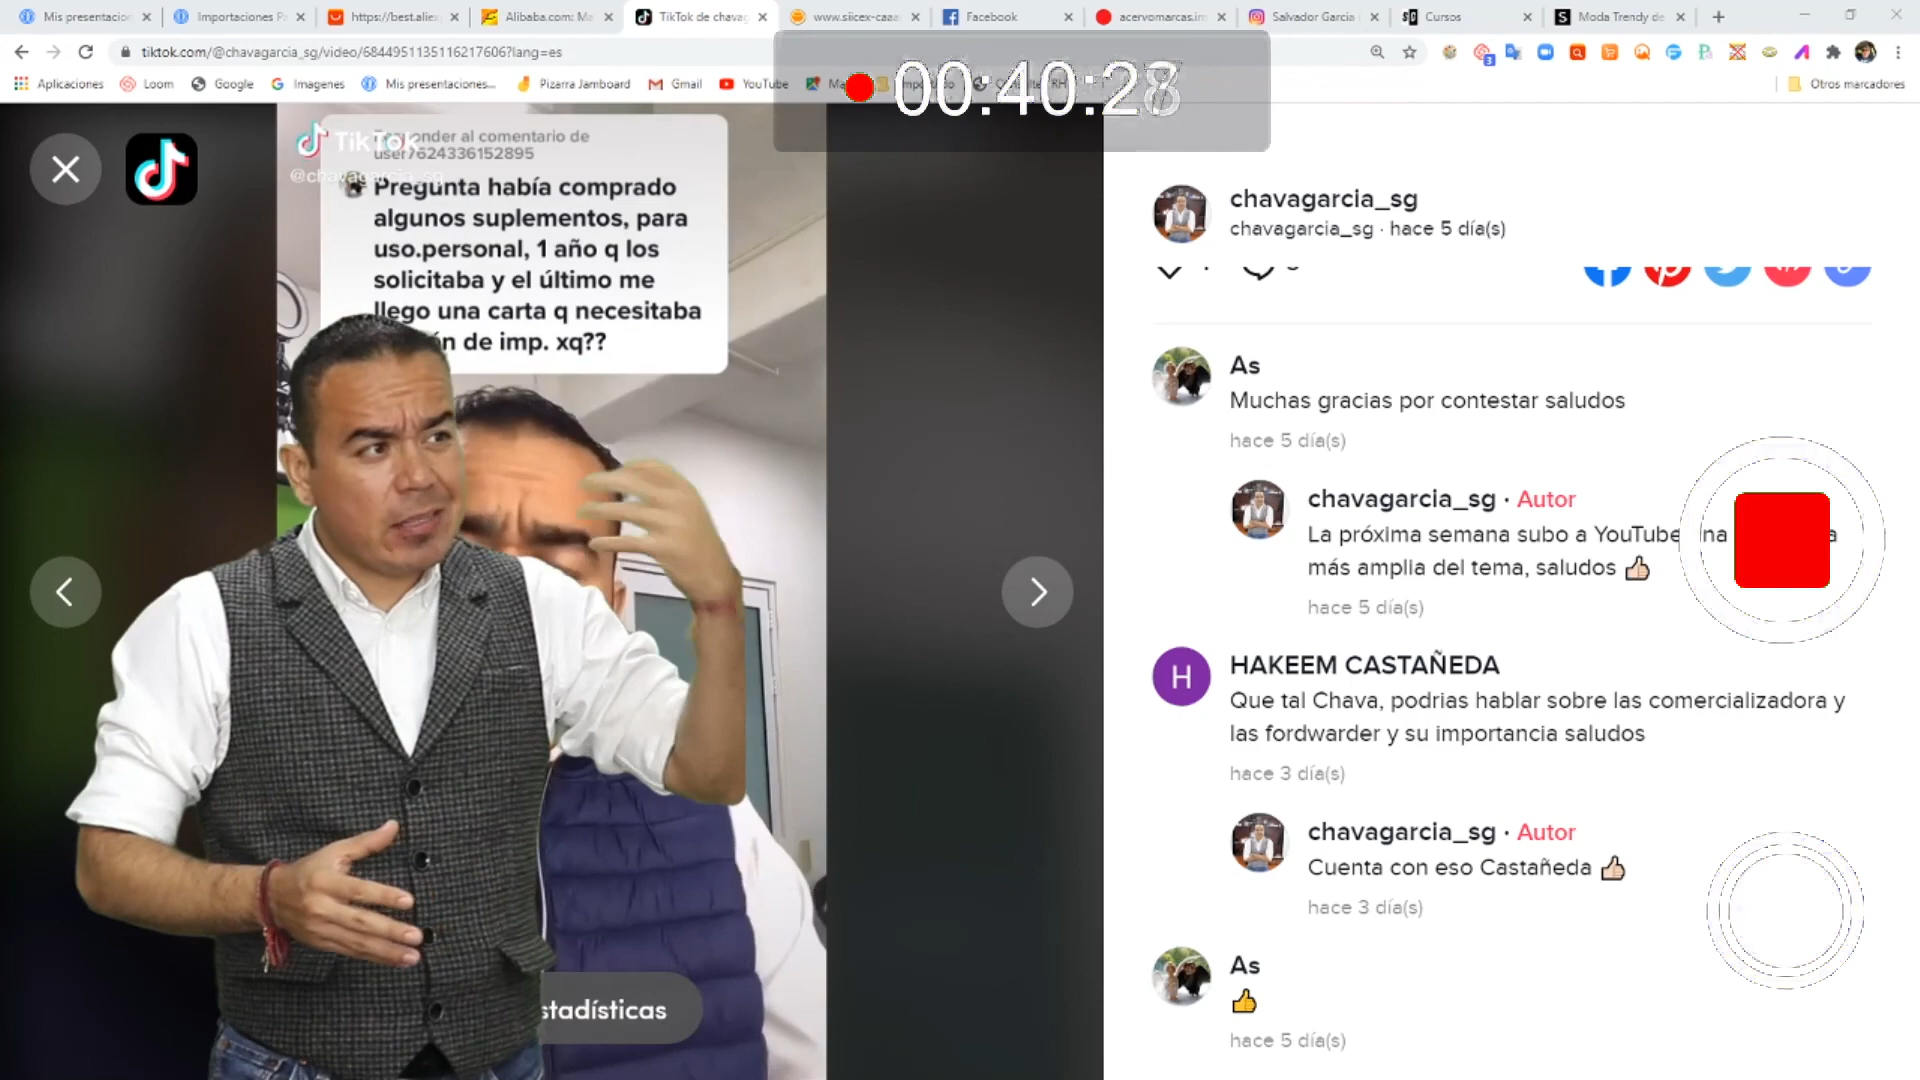 Mis presentacion
Importaciones P
https://best.aliex
Alibaba.com: Ma
TikTok de chavag
www.siicex-caaa
Facebook
acervomarcas.im
Salvador Garcia
Cursos
Moda Trendy de
tiktok.com/@chavagarcia_sg/video/6844951135116217606?lang=es
Aplicaciones
Loom
Google
Imagenes
Mis presentaciones...
Pizarra Jamboard
Gmail
YouTube
Otros marcadores
00:40:28
TikTok
@chavagarcia_sg
onder al comentario de
user7624336152895
Pregunta había comprado
algunos suplementos, para
uso.personal, 1 año q los
solicitaba y el último me
llego una carta q necesitaba
n de imp. xq??
stadísticas
chavagarcia_sg
chavagarcia_sg · hace 5 día(s)
As
Muchas gracias por contestar saludos
hace 5 día(s)
chavagarcia_sg · Autor
La próxima semana subo a YouTube
más amplia del tema, saludos 👍🏻
hace 5 día(s)
H
HAKEEM CASTAÑEDA
Que tal Chava, podrias hablar sobre las comercializadora y
las fordwarder y su importancia saludos
hace 3 día(s)
chavagarcia_sg · Autor
Cuenta con eso Castañeda 👍🏻
hace 3 día(s)
As
👍
hace 5 día(s)